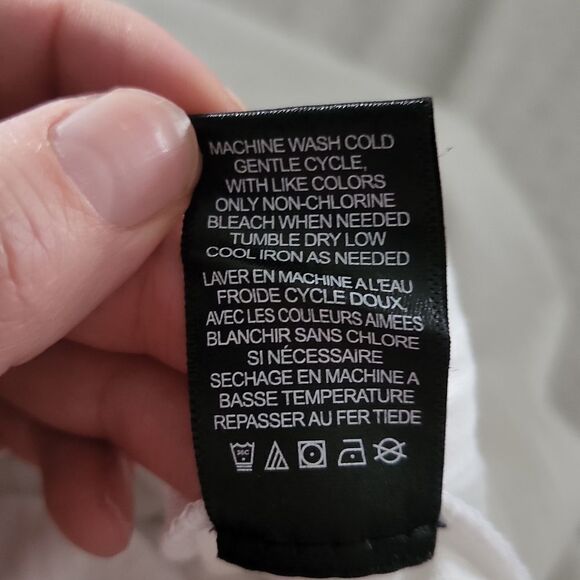 MACHINE WASH COLD
GENTLE CYCLE,
WITH LIKE COLORS
ONLY NON-CHLORINE
BLEACH WHEN NEEDED
TUMBLE DRY LOW
COOL IRON AS NEEDED
LAVER EN MACHINE A L'EAU
FROIDE CYCLE DOUX,
AVEC LES COULEURS AIMEES
BLANCHIR SANS CHLORE
SI NÉCESSAIRE
SECHAGE EN MACHINE A
BASSE TEMPERATURE
REPASSER AU FER TIEDE